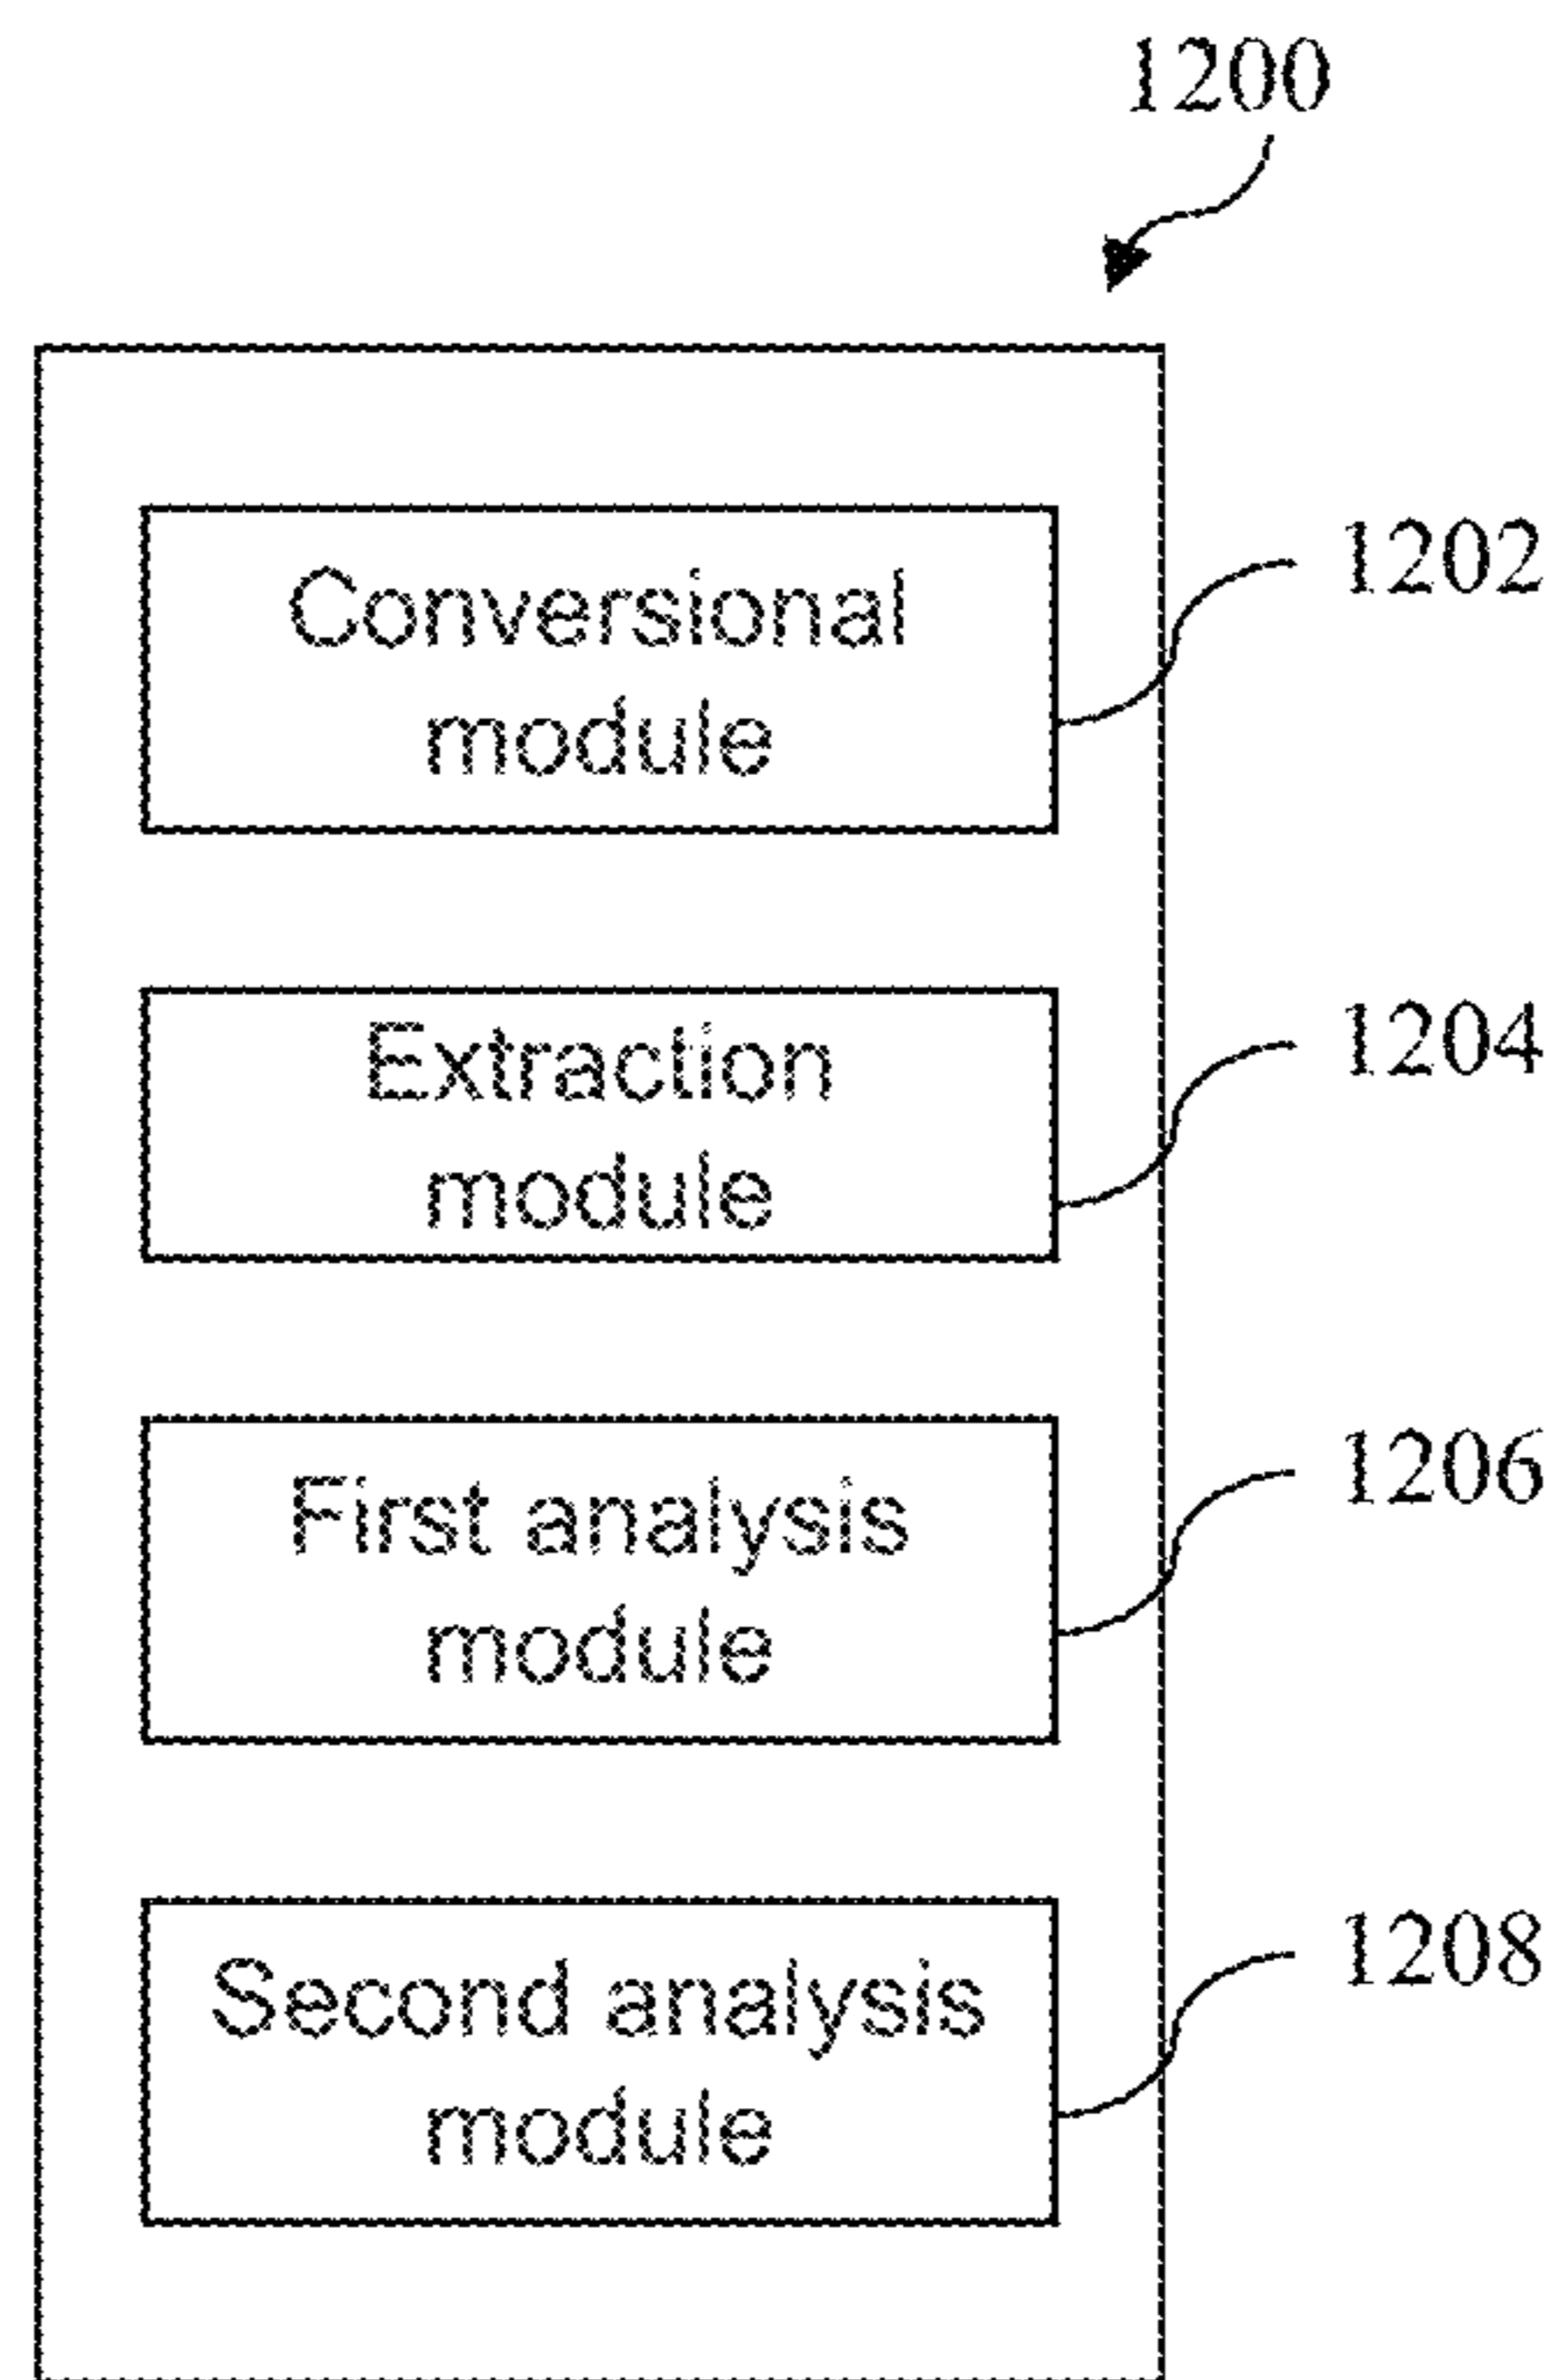 1200
Conversional
module
1202
Extraction
module
1204
First analysis
module
1206
Second analysis
module
1208